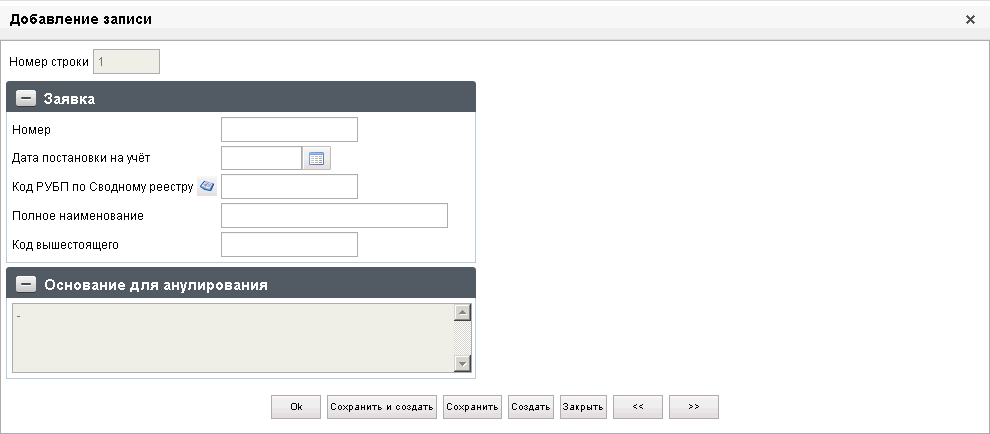 Добавление записи
Номер строки 1
Заявка
Номер
Дата постановки на учёт
Код РУБП по Сводному реестру
Полное наименование
Код вышестоящего
Основание для анулирования
-
Ok Сохранить и создать Сохранить Создать Закрыть << >>